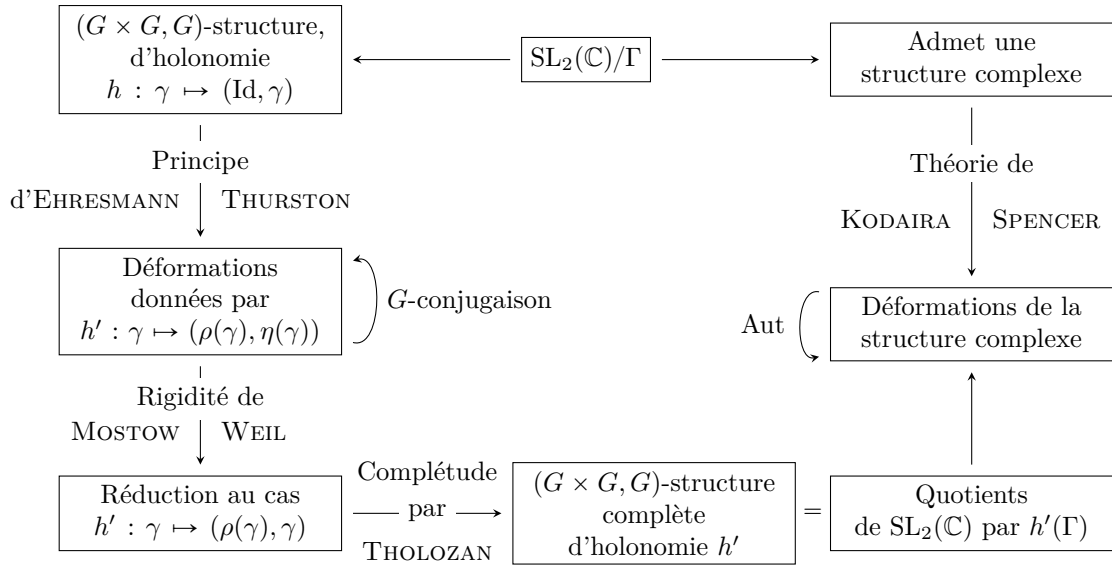 (G × G, G)-structure,
d'holonomie
h : γ ↦ (Id, γ)
SL₂(ℂ)/Γ
Admet une
structure complexe
Principe
d'EHRESMANN THURSTON
Théorie de
KODAIRA SPENCER
Déformations
données par
h′ : γ ↦ (ρ(γ), η(γ))
G-conjugaison
Aut
Déformations de la
structure complexe
Rigidité de
MOSTOW WEIL
Réduction au cas
h′ : γ ↦ (ρ(γ), γ)
Complétude
par
THOLOZAN
(G × G, G)-structure
complète
d'holonomie h′
=
Quotients
de SL₂(ℂ) par h′(Γ)